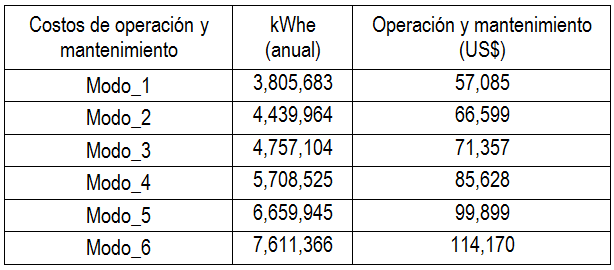 Costos de operación y mantenimiento kWhe (anual) Operación y mantenimiento (US$)
Modo_1 3,805,683 57,085
Modo_2 4,439,964 66,599
Modo_3 4,757,104 71,357
Modo_4 5,708,525 85,628
Modo_5 6,659,945 99,899
Modo_6 7,611,366 114,170